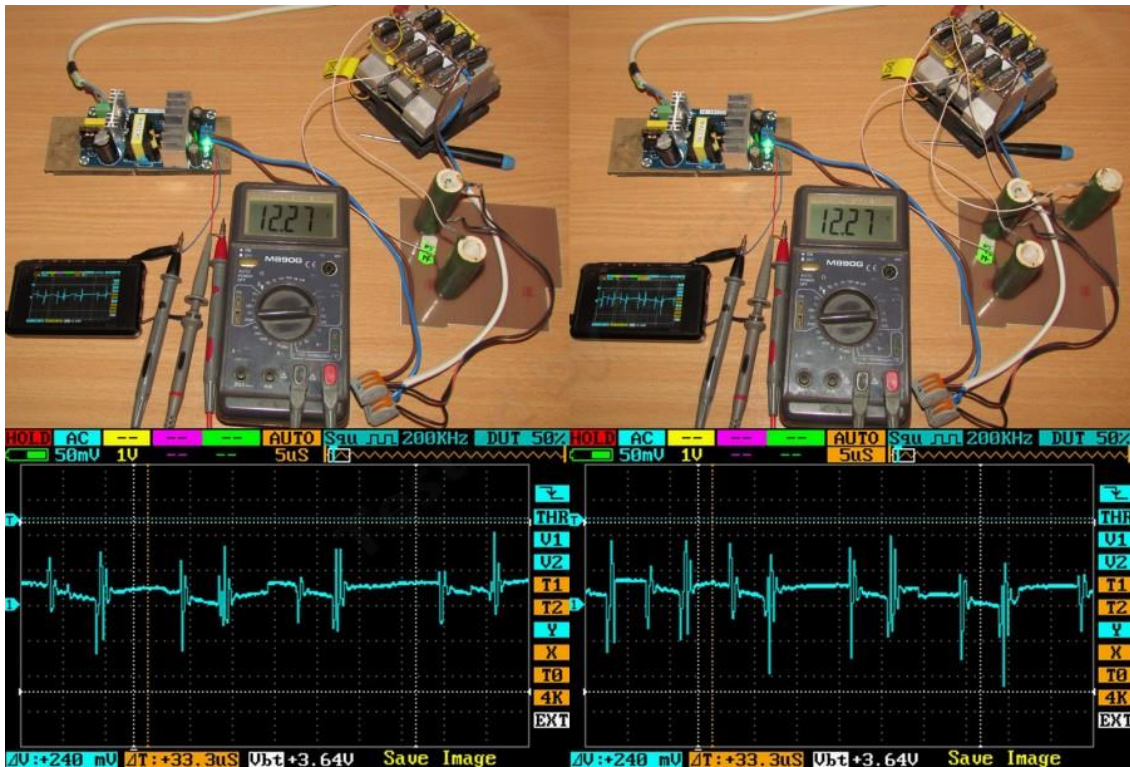 12.27
M890G
12.27
M890G
HOLD AC -- -- -- AUTO Squ 200KHz DUT 50%
50mV 1V -- -- 5uS
T
THR
V1
V2
T1
1
T2
Y
X
T0
4K
EXT
ΔV:+240 mV ΔT:+33.3uS Vbt +3.64V Save Image
HOLD AC -- -- -- AUTO Squ 200KHz DUT 50%
50mV 1V -- -- 5uS
T
THR
V1
V2
T1
1
T2
Y
X
T0
4K
EXT
ΔV:+240 mV ΔT:+33.3uS Vbt +3.64V Save Image